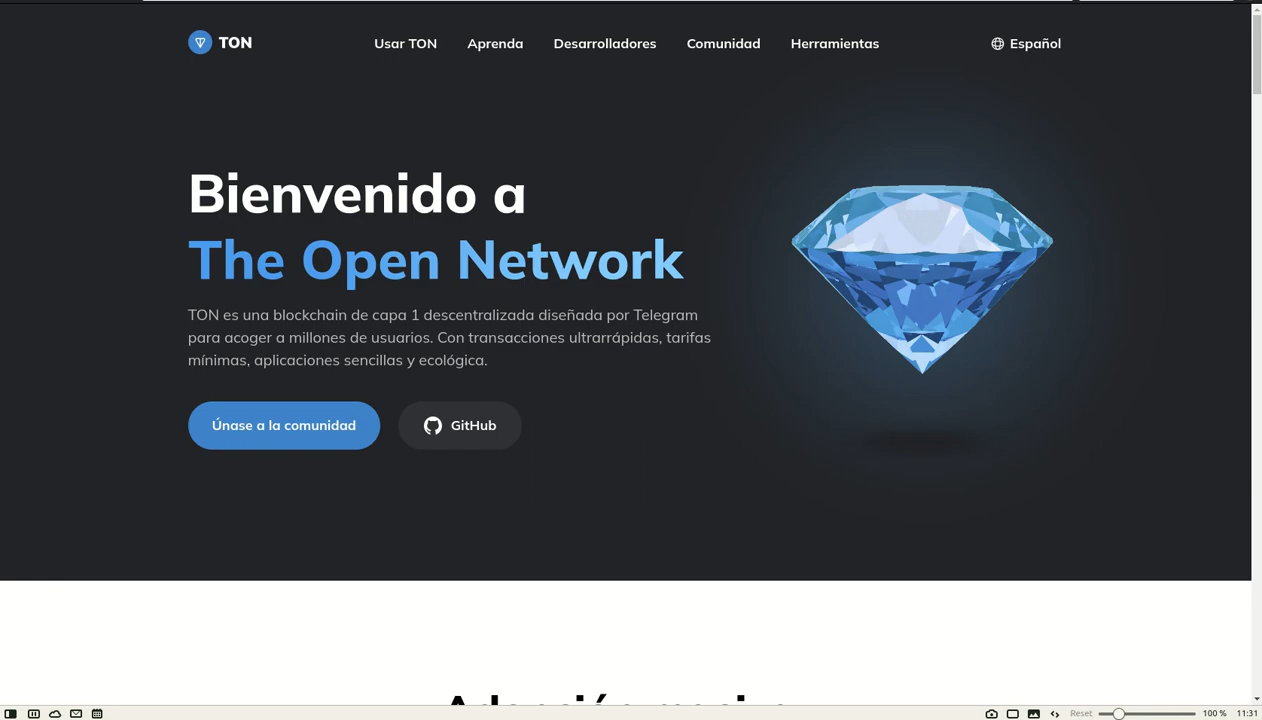 TON
Usar TON
Aprenda
Desarrolladores
Comunidad
Herramientas
Español
Bienvenido a
The Open Network
TON es una blockchain de capa 1 descentralizada diseñada por Telegram
para acoger a millones de usuarios. Con transacciones ultrarrápidas, tarifas
mínimas, aplicaciones sencillas y ecológica.
Únase a la comunidad
GitHub
Reset
100 %
11:31